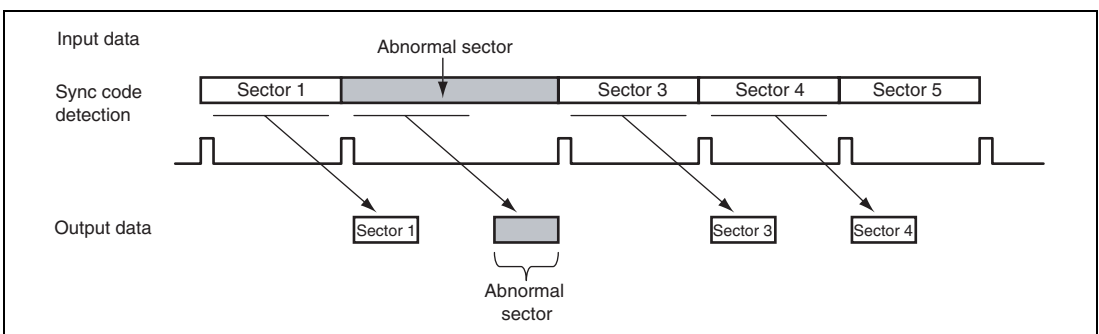 Input data
Abnormal sector
Sync code
detection
Sector 1
Sector 3
Sector 4
Sector 5
Output data
Sector 1
Sector 3
Sector 4
Abnormal
sector